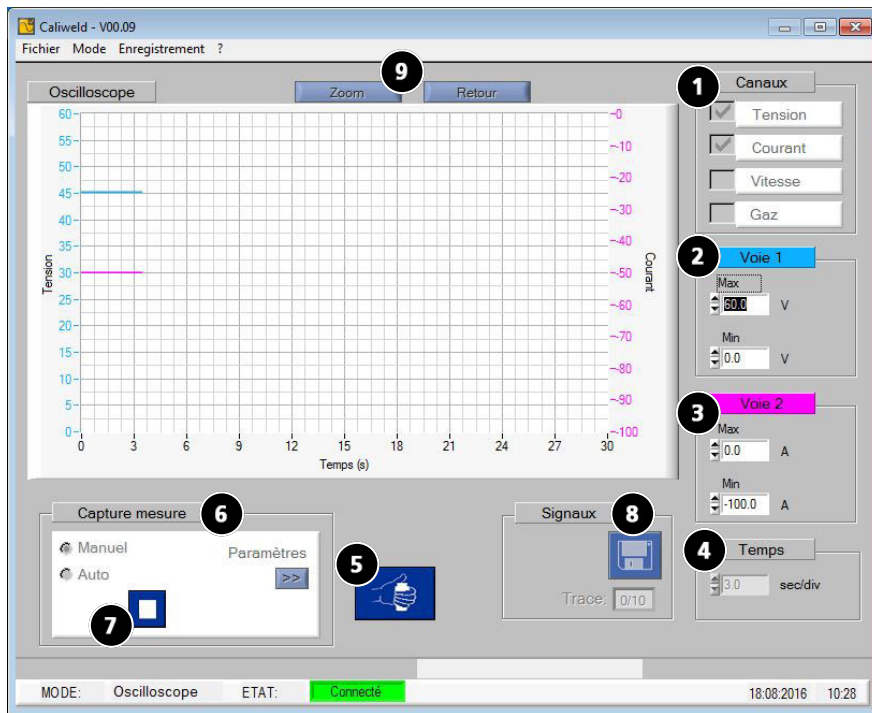 Caliweld - V00.09
Fichier Mode Enregistrement ?
9
Oscilloscope
Zoom
Retour
60
55
50
45
40
35
30
25
20
15
10
5
0
Tension
0
-10
-20
-30
-40
-50
-60
-70
-80
-90
-100
Courant
0 3 6 9 12 15 18 21 24 27 30
Temps (s)
1
Canaux
Tension
Courant
Vitesse
Gaz
2
Voie 1
Max
60.0 V
Min
0.0 V
3
Voie 2
Max
0.0 A
Min
-100.0 A
4
Temps
3.0 sec/div
Capture mesure
6
Manuel
Auto
Paramètres
>>
7
5
Signaux
8
Trace: 0/10
MODE: Oscilloscope ETAT: Connecté 18:08:2016 10:28